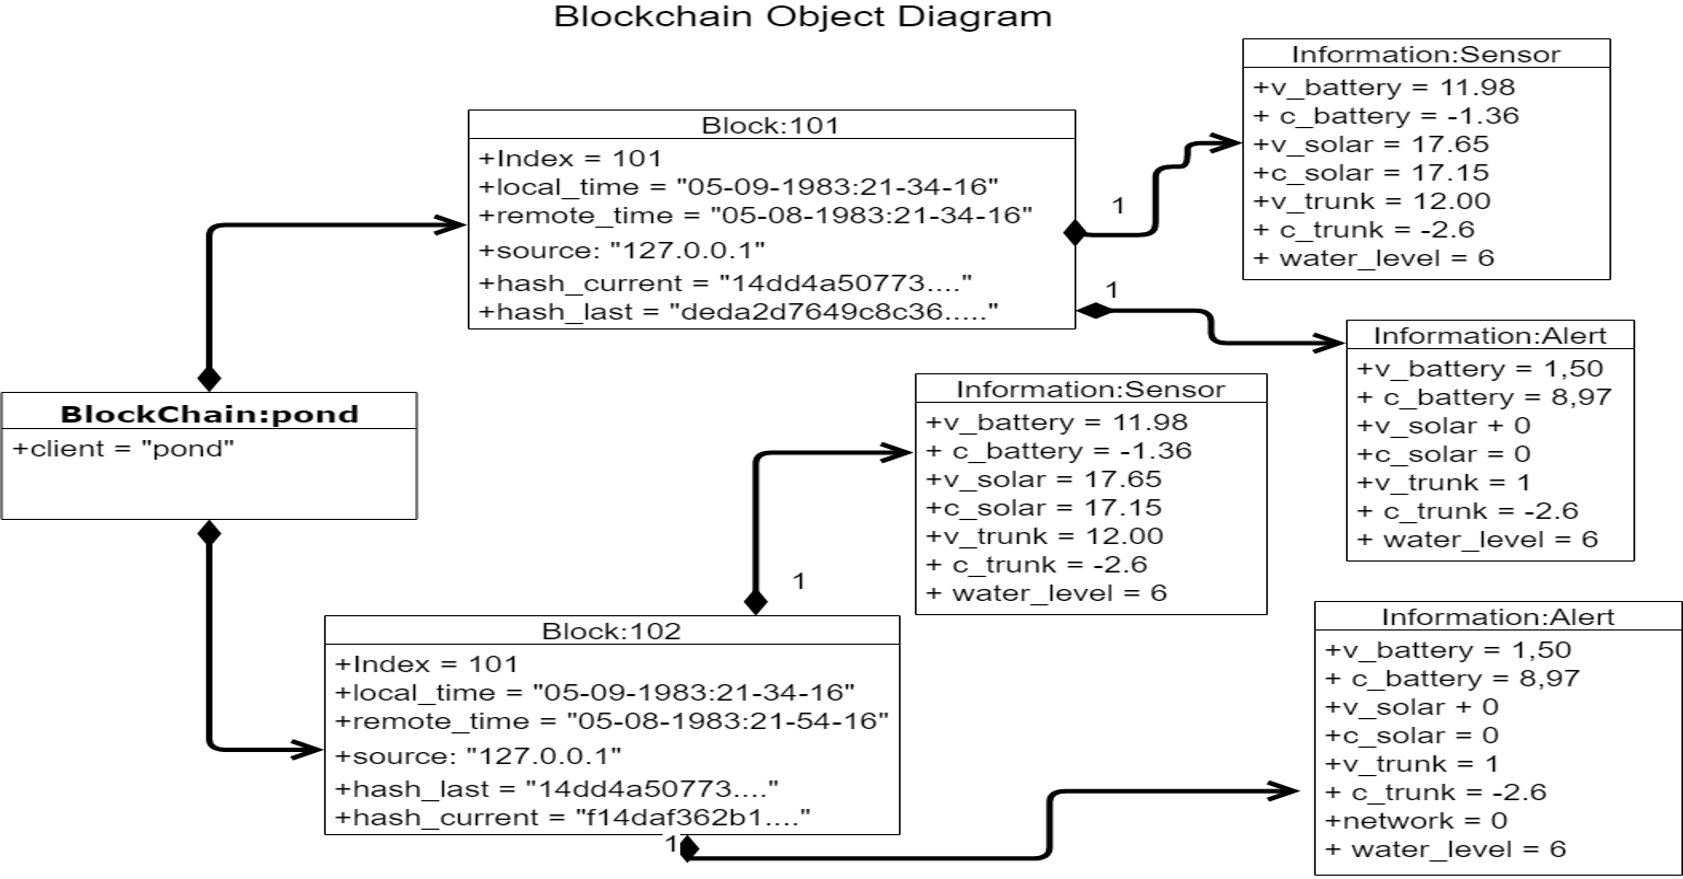 Blockchain Object Diagram
Information:Sensor
+v_battery = 11.98
+ c_battery = -1.36
+v_solar = 17.65
+c_solar = 17.15
+v_trunk = 12.00
+ c_trunk = -2.6
+ water_level = 6
Block:101
+Index = 101
+local_time = "05-09-1983:21-34-16"
+remote_time = "05-08-1983:21-34-16"
+source: "127.0.0.1"
+hash_current = "14dd4a50773...."
+hash_last = "deda2d7649c8c36....."
1
1
Information:Alert
+v_battery = 1,50
+ c_battery = 8,97
+v_solar + 0
+c_solar = 0
+v_trunk = 1
+ c_trunk = -2.6
+ water_level = 6
BlockChain:pond
+client = "pond"
Information:Sensor
+v_battery = 11.98
+ c_battery = -1.36
+v_solar = 17.65
+c_solar = 17.15
+v_trunk = 12.00
+ c_trunk = -2.6
+ water_level = 6
1
Block:102
+Index = 101
+local_time = "05-09-1983:21-34-16"
+remote_time = "05-08-1983:21-54-16"
+source: "127.0.0.1"
+hash_last = "14dd4a50773...."
+hash_current = "f14daf362b1...."
1
Information:Alert
+v_battery = 1,50
+ c_battery = 8,97
+v_solar + 0
+c_solar = 0
+v_trunk = 1
+ c_trunk = -2.6
+network = 0
+ water_level = 6